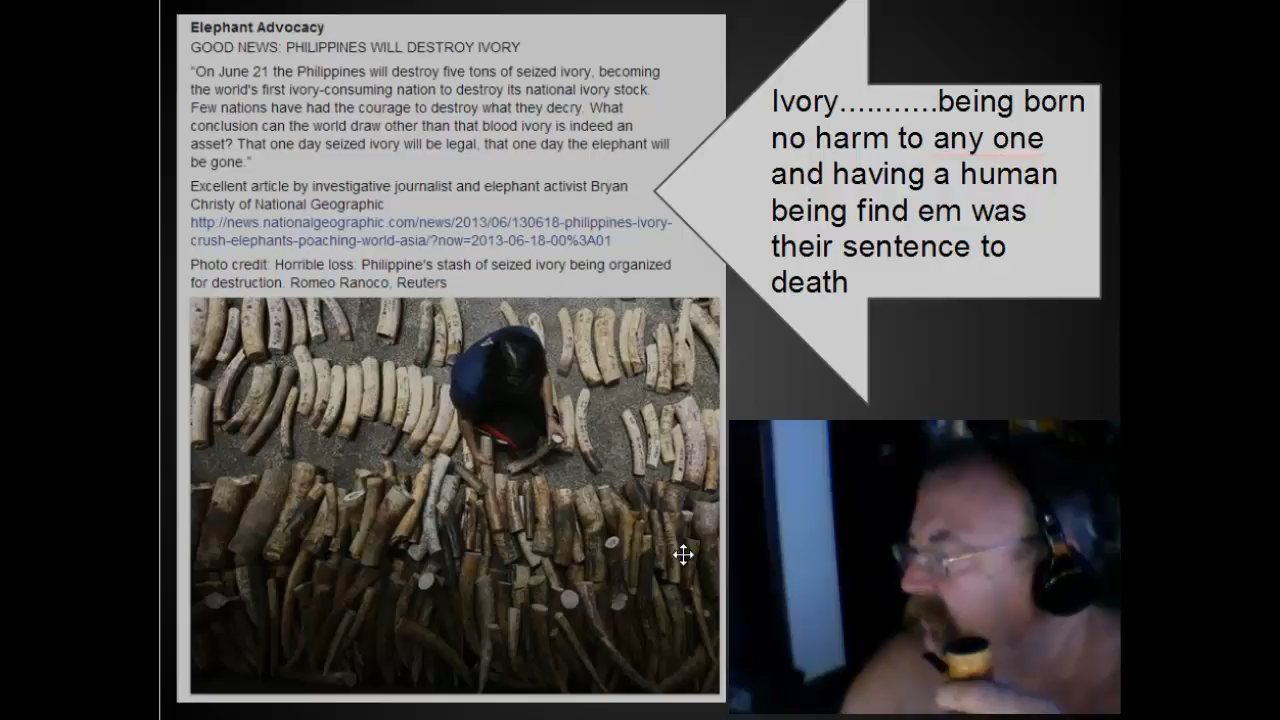 Elephant Advocacy
GOOD NEWS: PHILIPPINES WILL DESTROY IVORY
“On June 21 the Philippines will destroy five tons of seized ivory, becoming
the world's first ivory-consuming nation to destroy its national ivory stock.
Few nations have had the courage to destroy what they decry. What
conclusion can the world draw other than that blood ivory is indeed an
asset? That one day seized ivory will be legal, that one day the elephant will
be gone.”
Excellent article by investigative journalist and elephant activist Bryan
Christy of National Geographic
http://news.nationalgeographic.com/news/2013/06/130618-philippines-ivory-
crush-elephants-poaching-world-asia/?now=2013-06-18-00%3A01
Photo credit: Horrible loss: Philippine's stash of seized ivory being organized
for destruction. Romeo Ranoco, Reuters
Ivory...........being born
no harm to any one
and having a human
being find em was
their sentence to
death